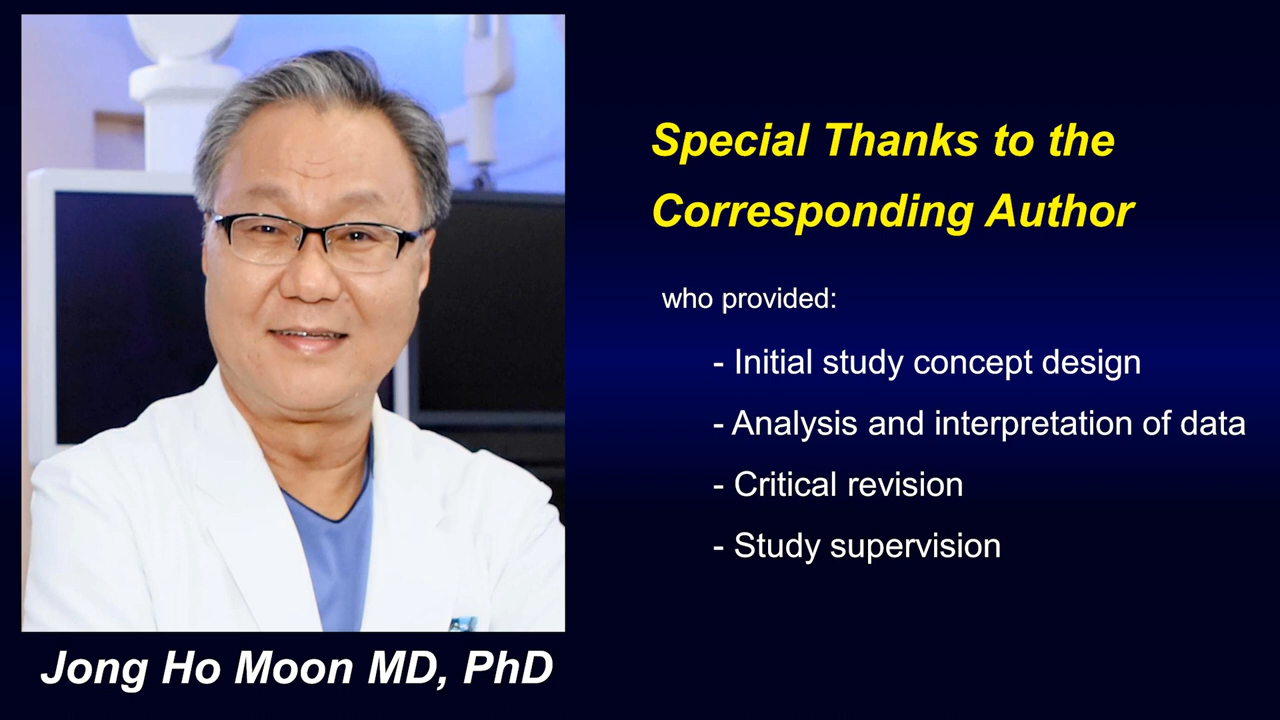 Special Thanks to the
Corresponding Author
who provided:
- Initial study concept design
- Analysis and interpretation of data
- Critical revision
- Study supervision
Jong Ho Moon MD, PhD